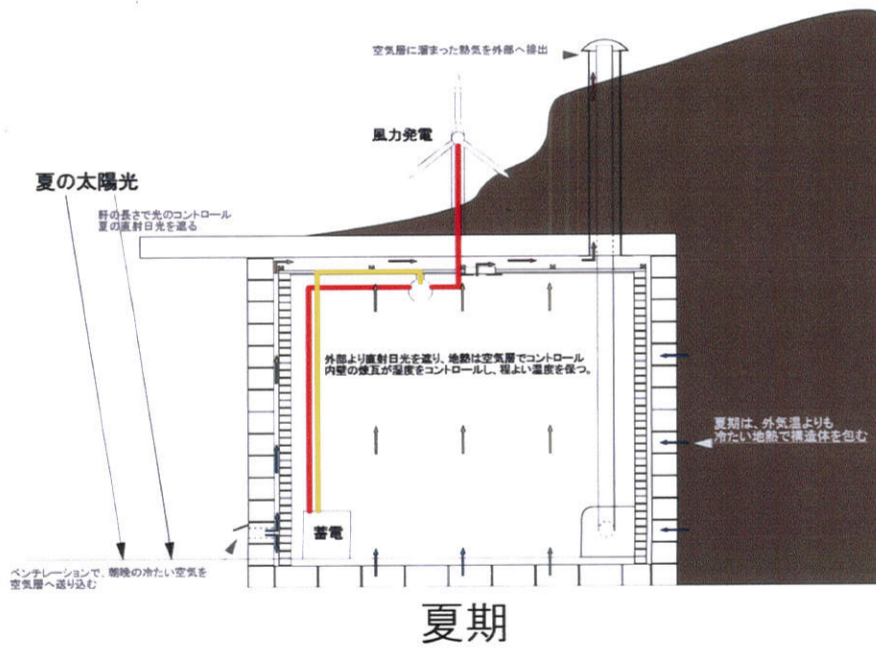 空気層に溜まった熱気を外部へ排出
風力発電
夏の太陽光
軒の長さで光のコントロール
夏の直射日光を遮る
外部より直射日光を遮り、地熱は空気層でコントロール
内壁の煉瓦が湿度をコントロールし、程よい温度を保つ。
夏期は、外気温よりも
冷たい地熱で構造体を包む
蓄電
ベンチレーションで、朝晩の冷たい空気を
空気層へ送り込む
夏期